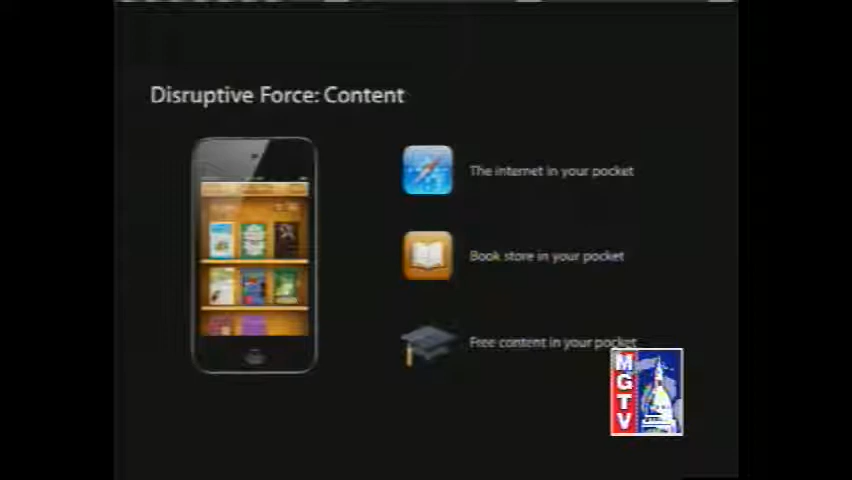 Disruptive Force: Content
The internet in your pocket
Book store in your pocket
Free content in your pocket
MGTV